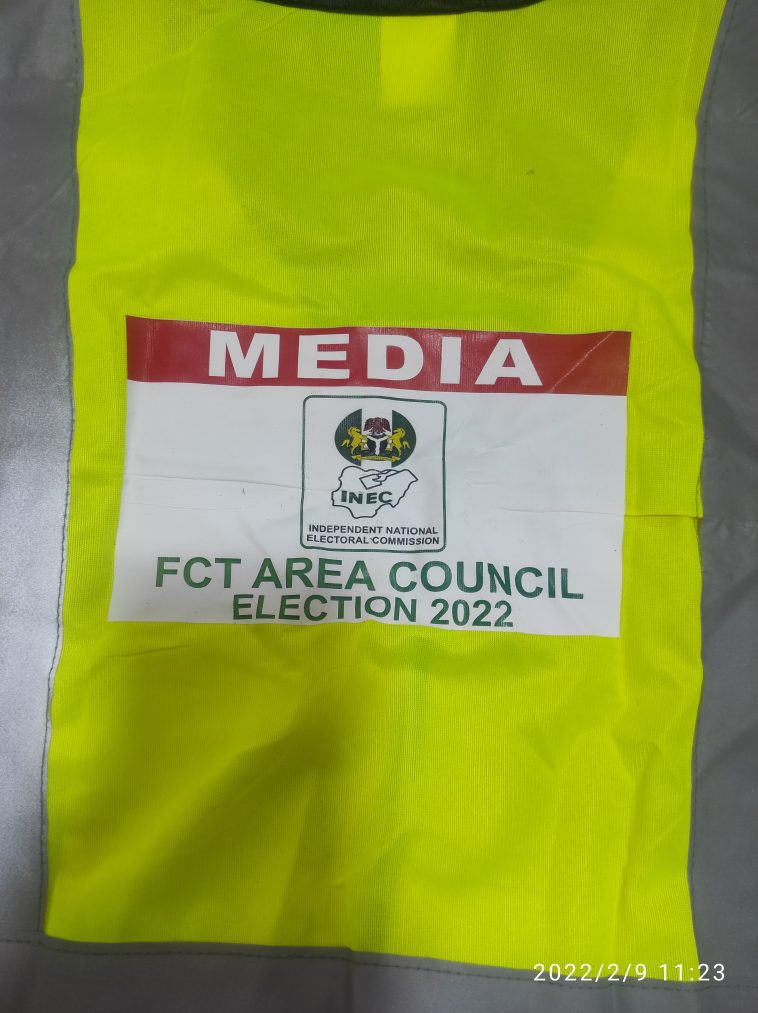 MEDIA
INEC
INDEPENDENT NATIONAL
ELECTORAL COMMISSION
FCT AREA COUNCIL
ELECTION 2022
2022/2/9 11:23